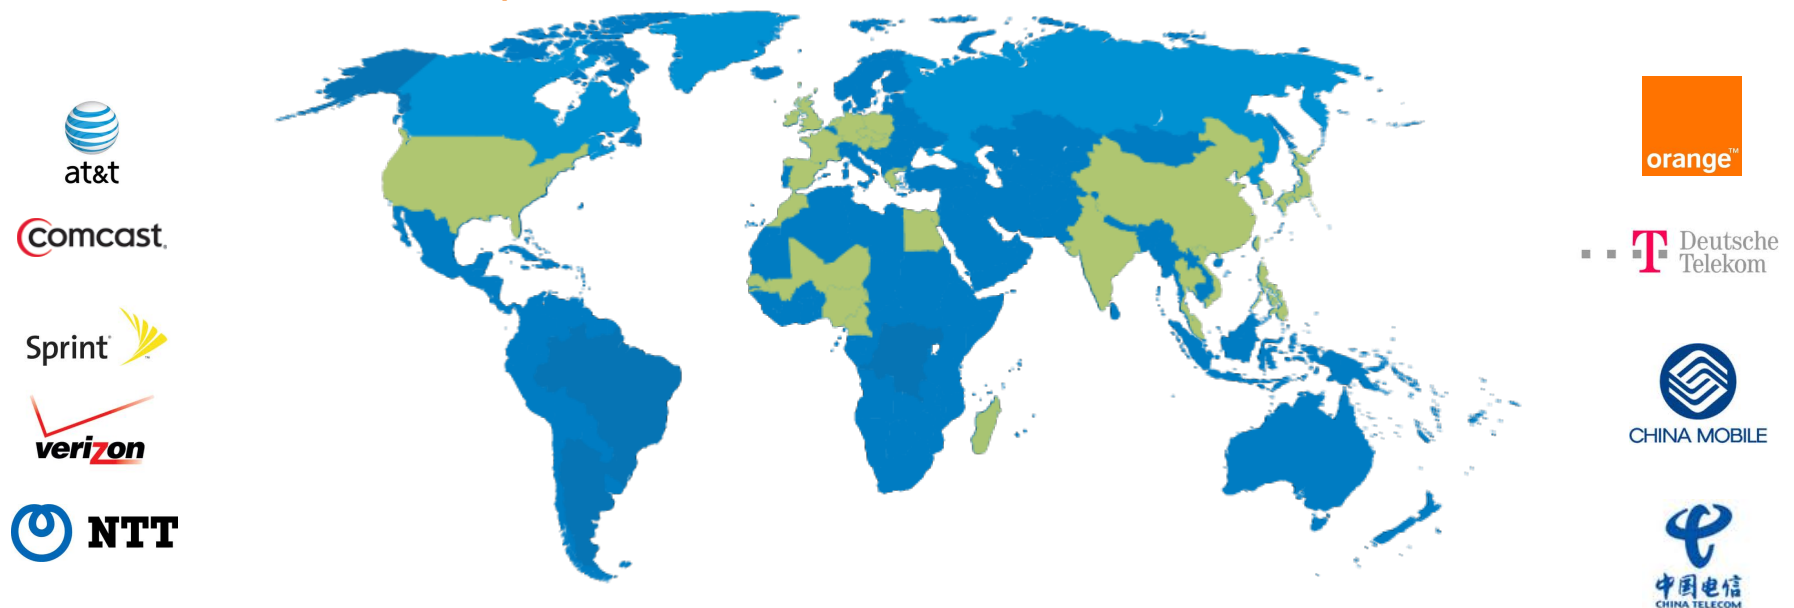 at&t
Comcast.
Sprint
verizon
NTT
orange™
T Deutsche
Telekom
CHINA MOBILE
中国电信
CHINA TELECOM